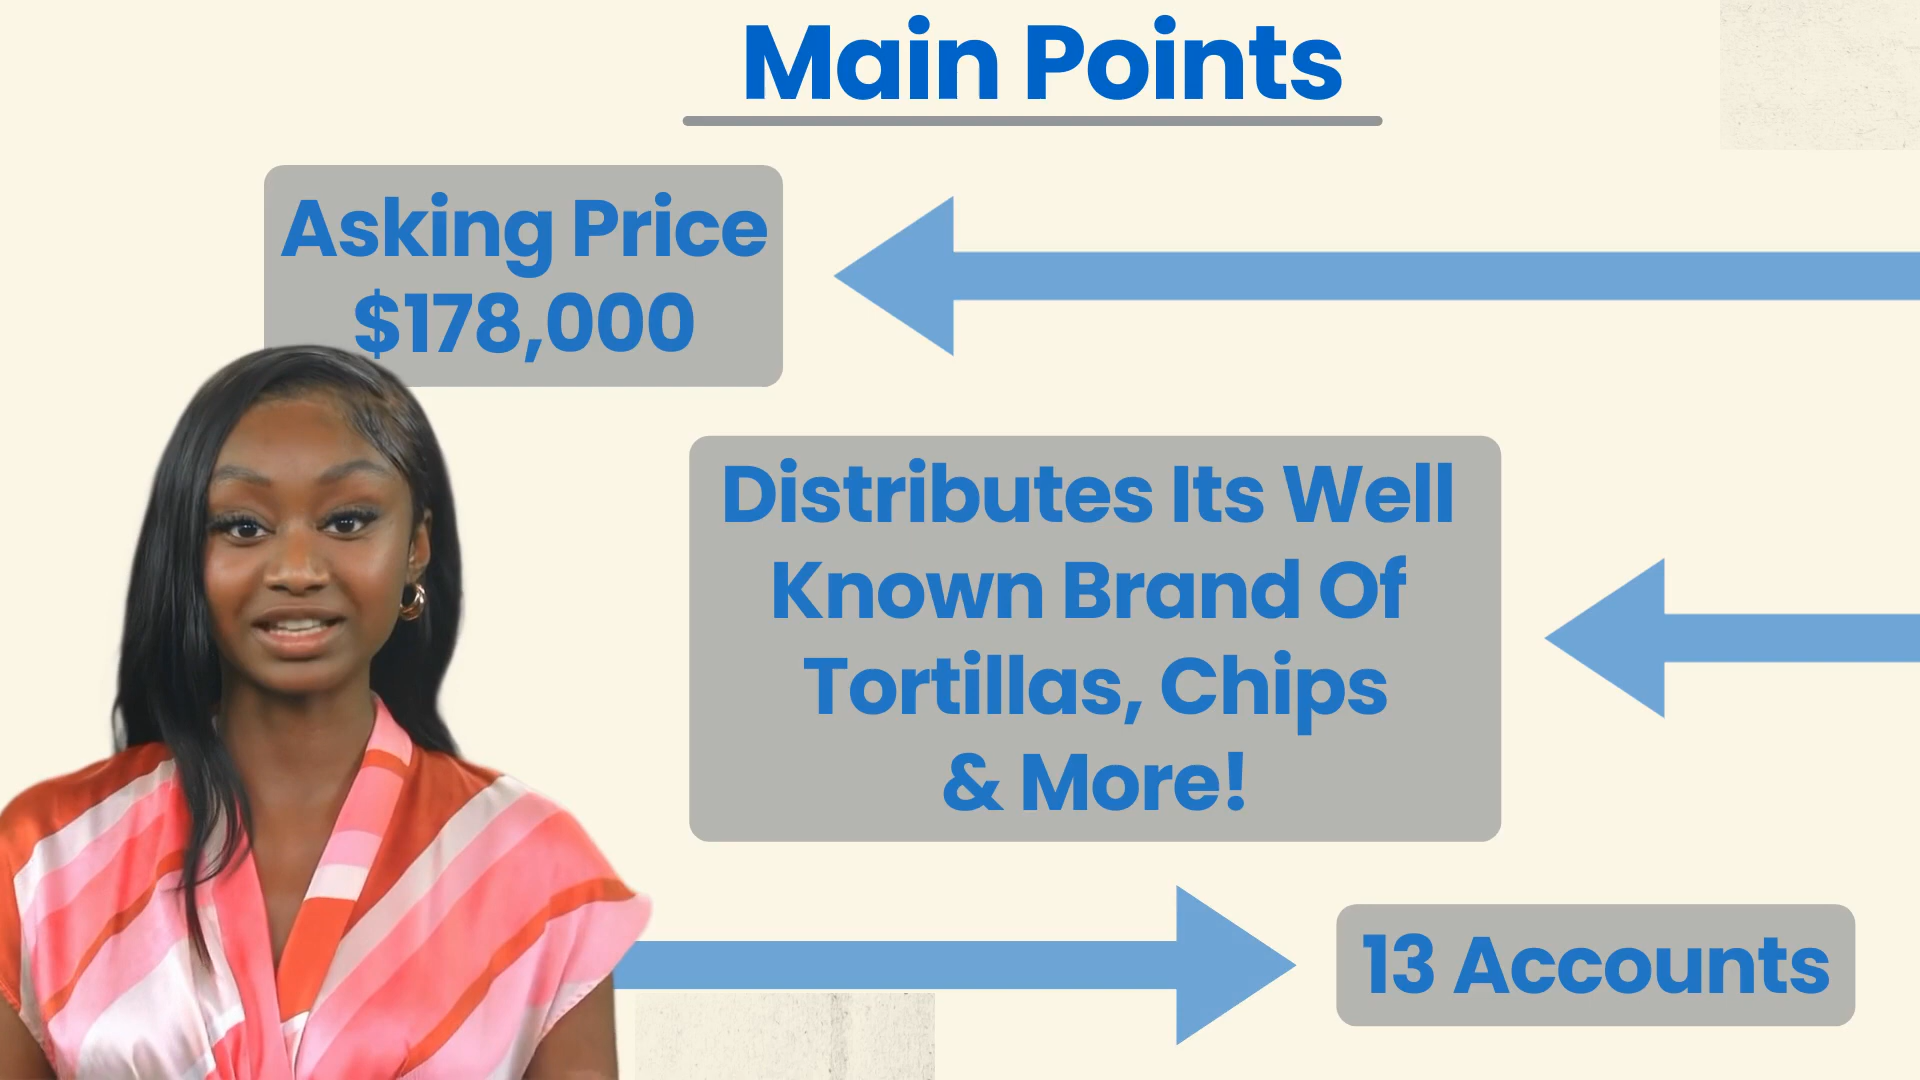 Main Points
Asking Price
$178,000
Distributes Its Well
Known Brand Of
Tortillas, Chips
& More!
13 Accounts